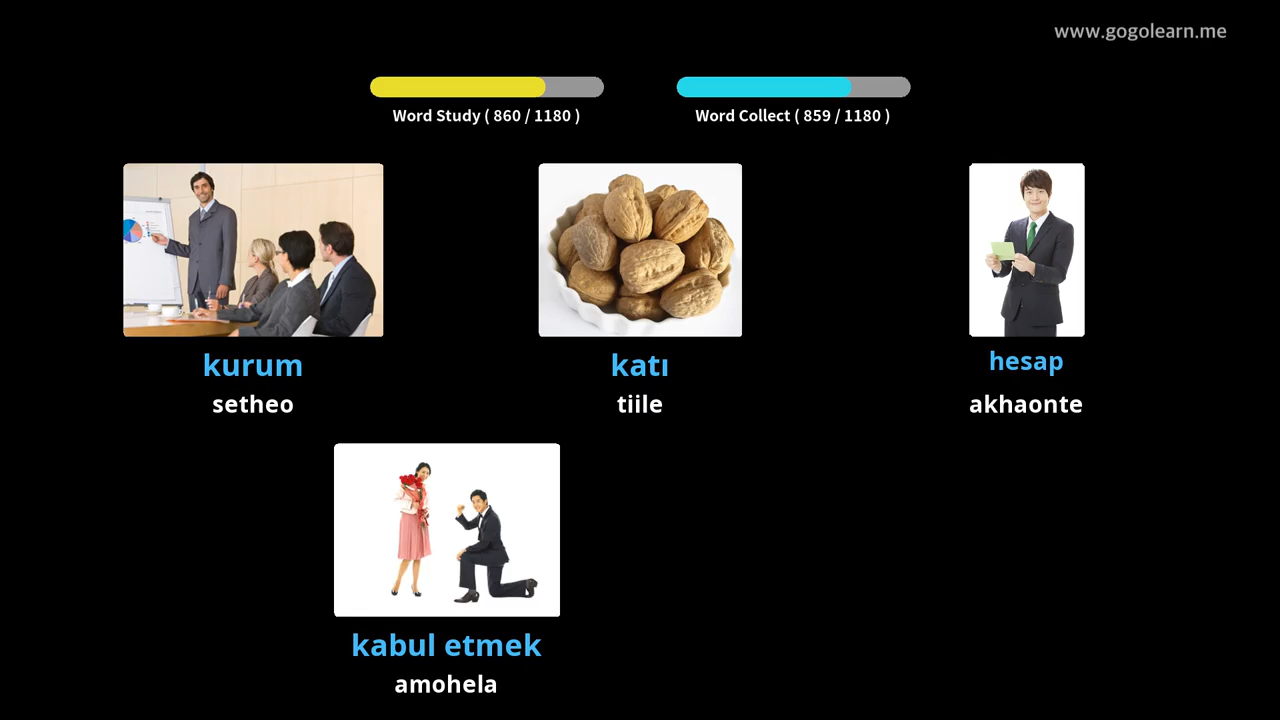 www.gogolearn.me
Word Study ( 860 / 1180 )
Word Collect ( 859 / 1180 )
kurum
setheo
katı
tiile
hesap
akhaonte
kabul etmek
amohela